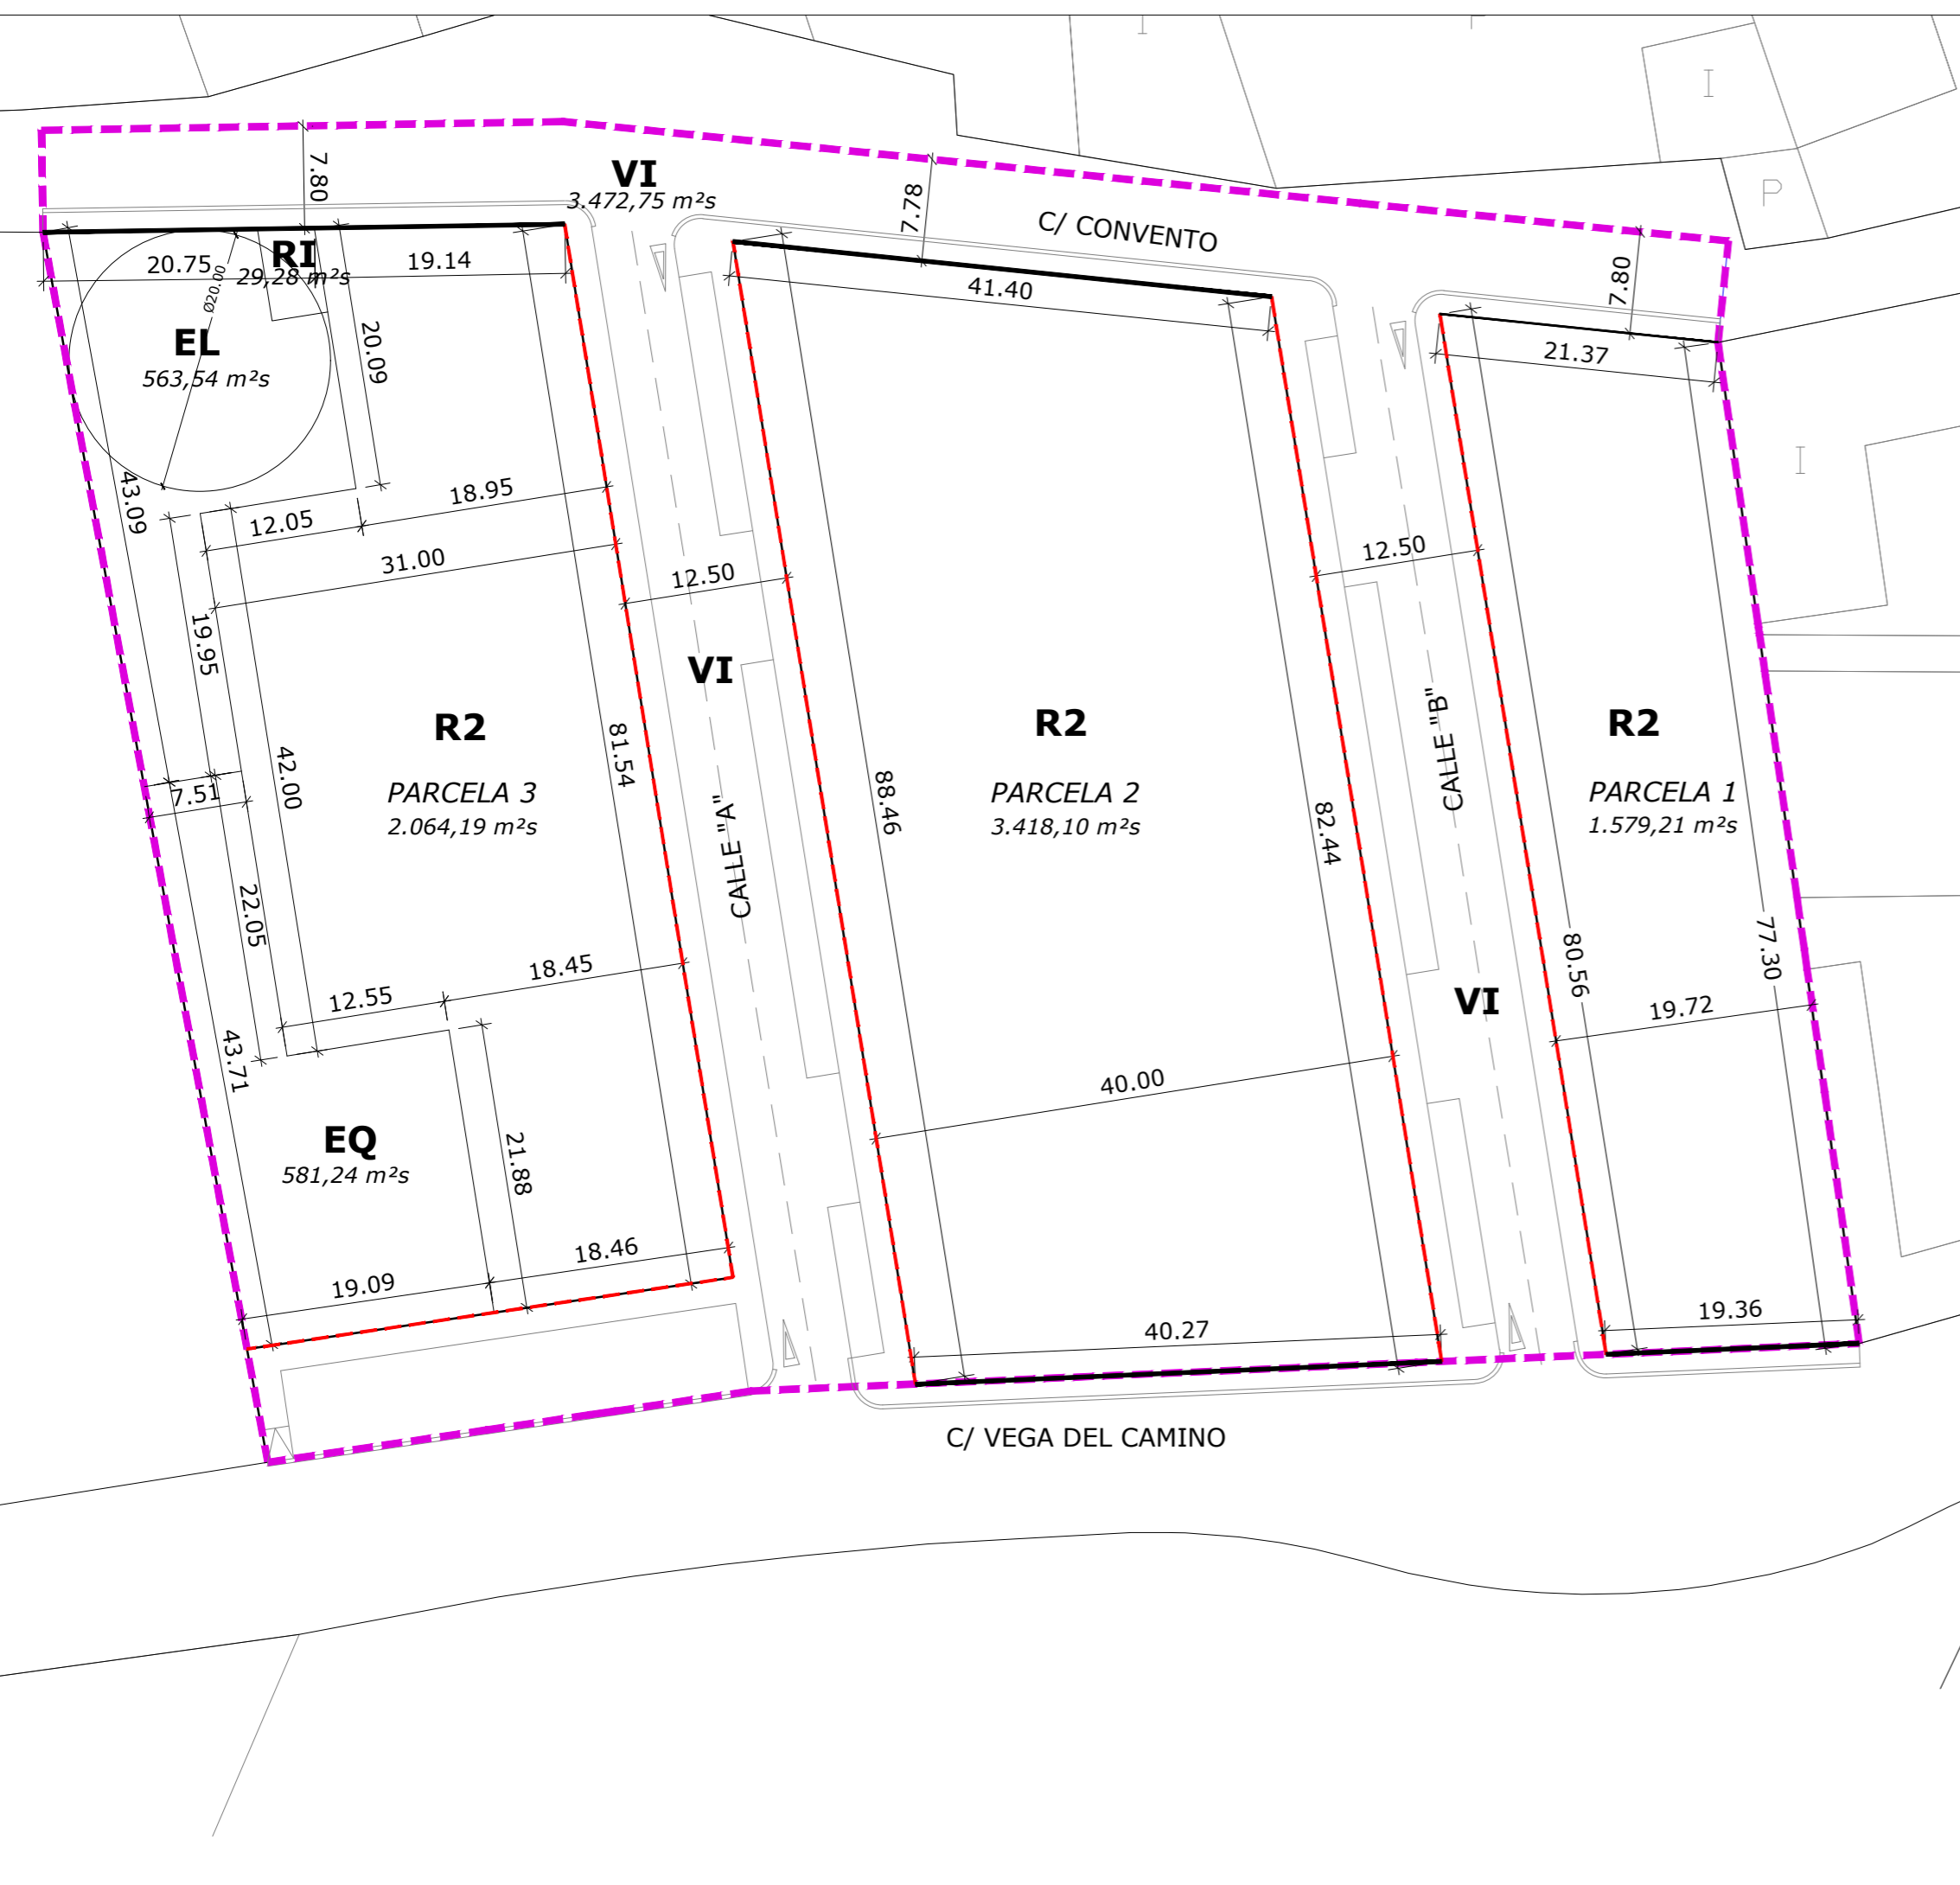 7.80
VI
3.472,75 m²s
7.78
C/ CONVENTO
7.80
I
I
P
I
RI
29,28 m²s
20.75
19.14
Ø20.00
EL
563,54 m²s
20.09
41.40
21.37
43.09
12.05
18.95
31.00
12.50
12.50
19.95
VI
R2
PARCELA 3
2.064,19 m²s
42.00
81.54
7.51
CALLE "A"
88.46
R2
PARCELA 2
3.418,10 m²s
82.44
CALLE "B"
R2
PARCELA 1
1.579,21 m²s
22.05
80.56
77.30
12.55
18.45
VI
19.72
43.71
40.00
EQ
581,24 m²s
21.88
19.09
18.46
40.27
19.36
C/ VEGA DEL CAMINO